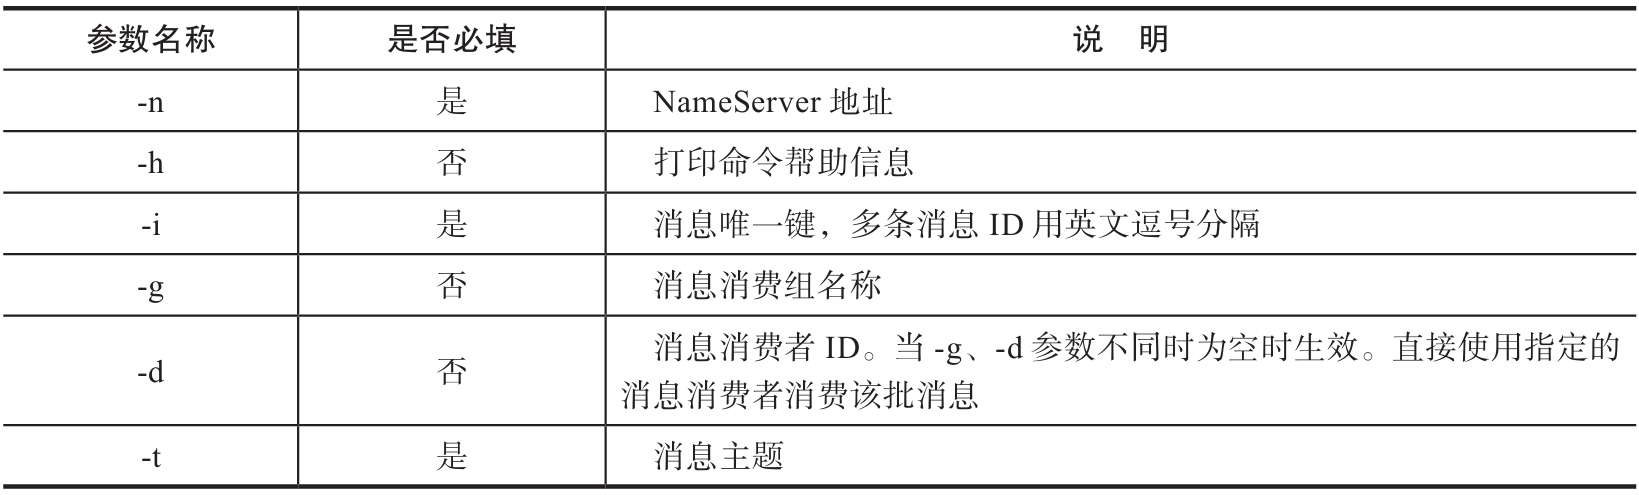 参数名称 是否必填 说 明
-n 是 NameServer 地址
-h 否 打印命令帮助信息
-i 是 消息唯一键，多条消息 ID 用英文逗号分隔
-g 否 消息消费组名称
-d 否 消息消费者 ID。当 -g、-d 参数不同时为空时生效。直接使用指定的
消息消费者消费该批消息
-t 是 消息主题